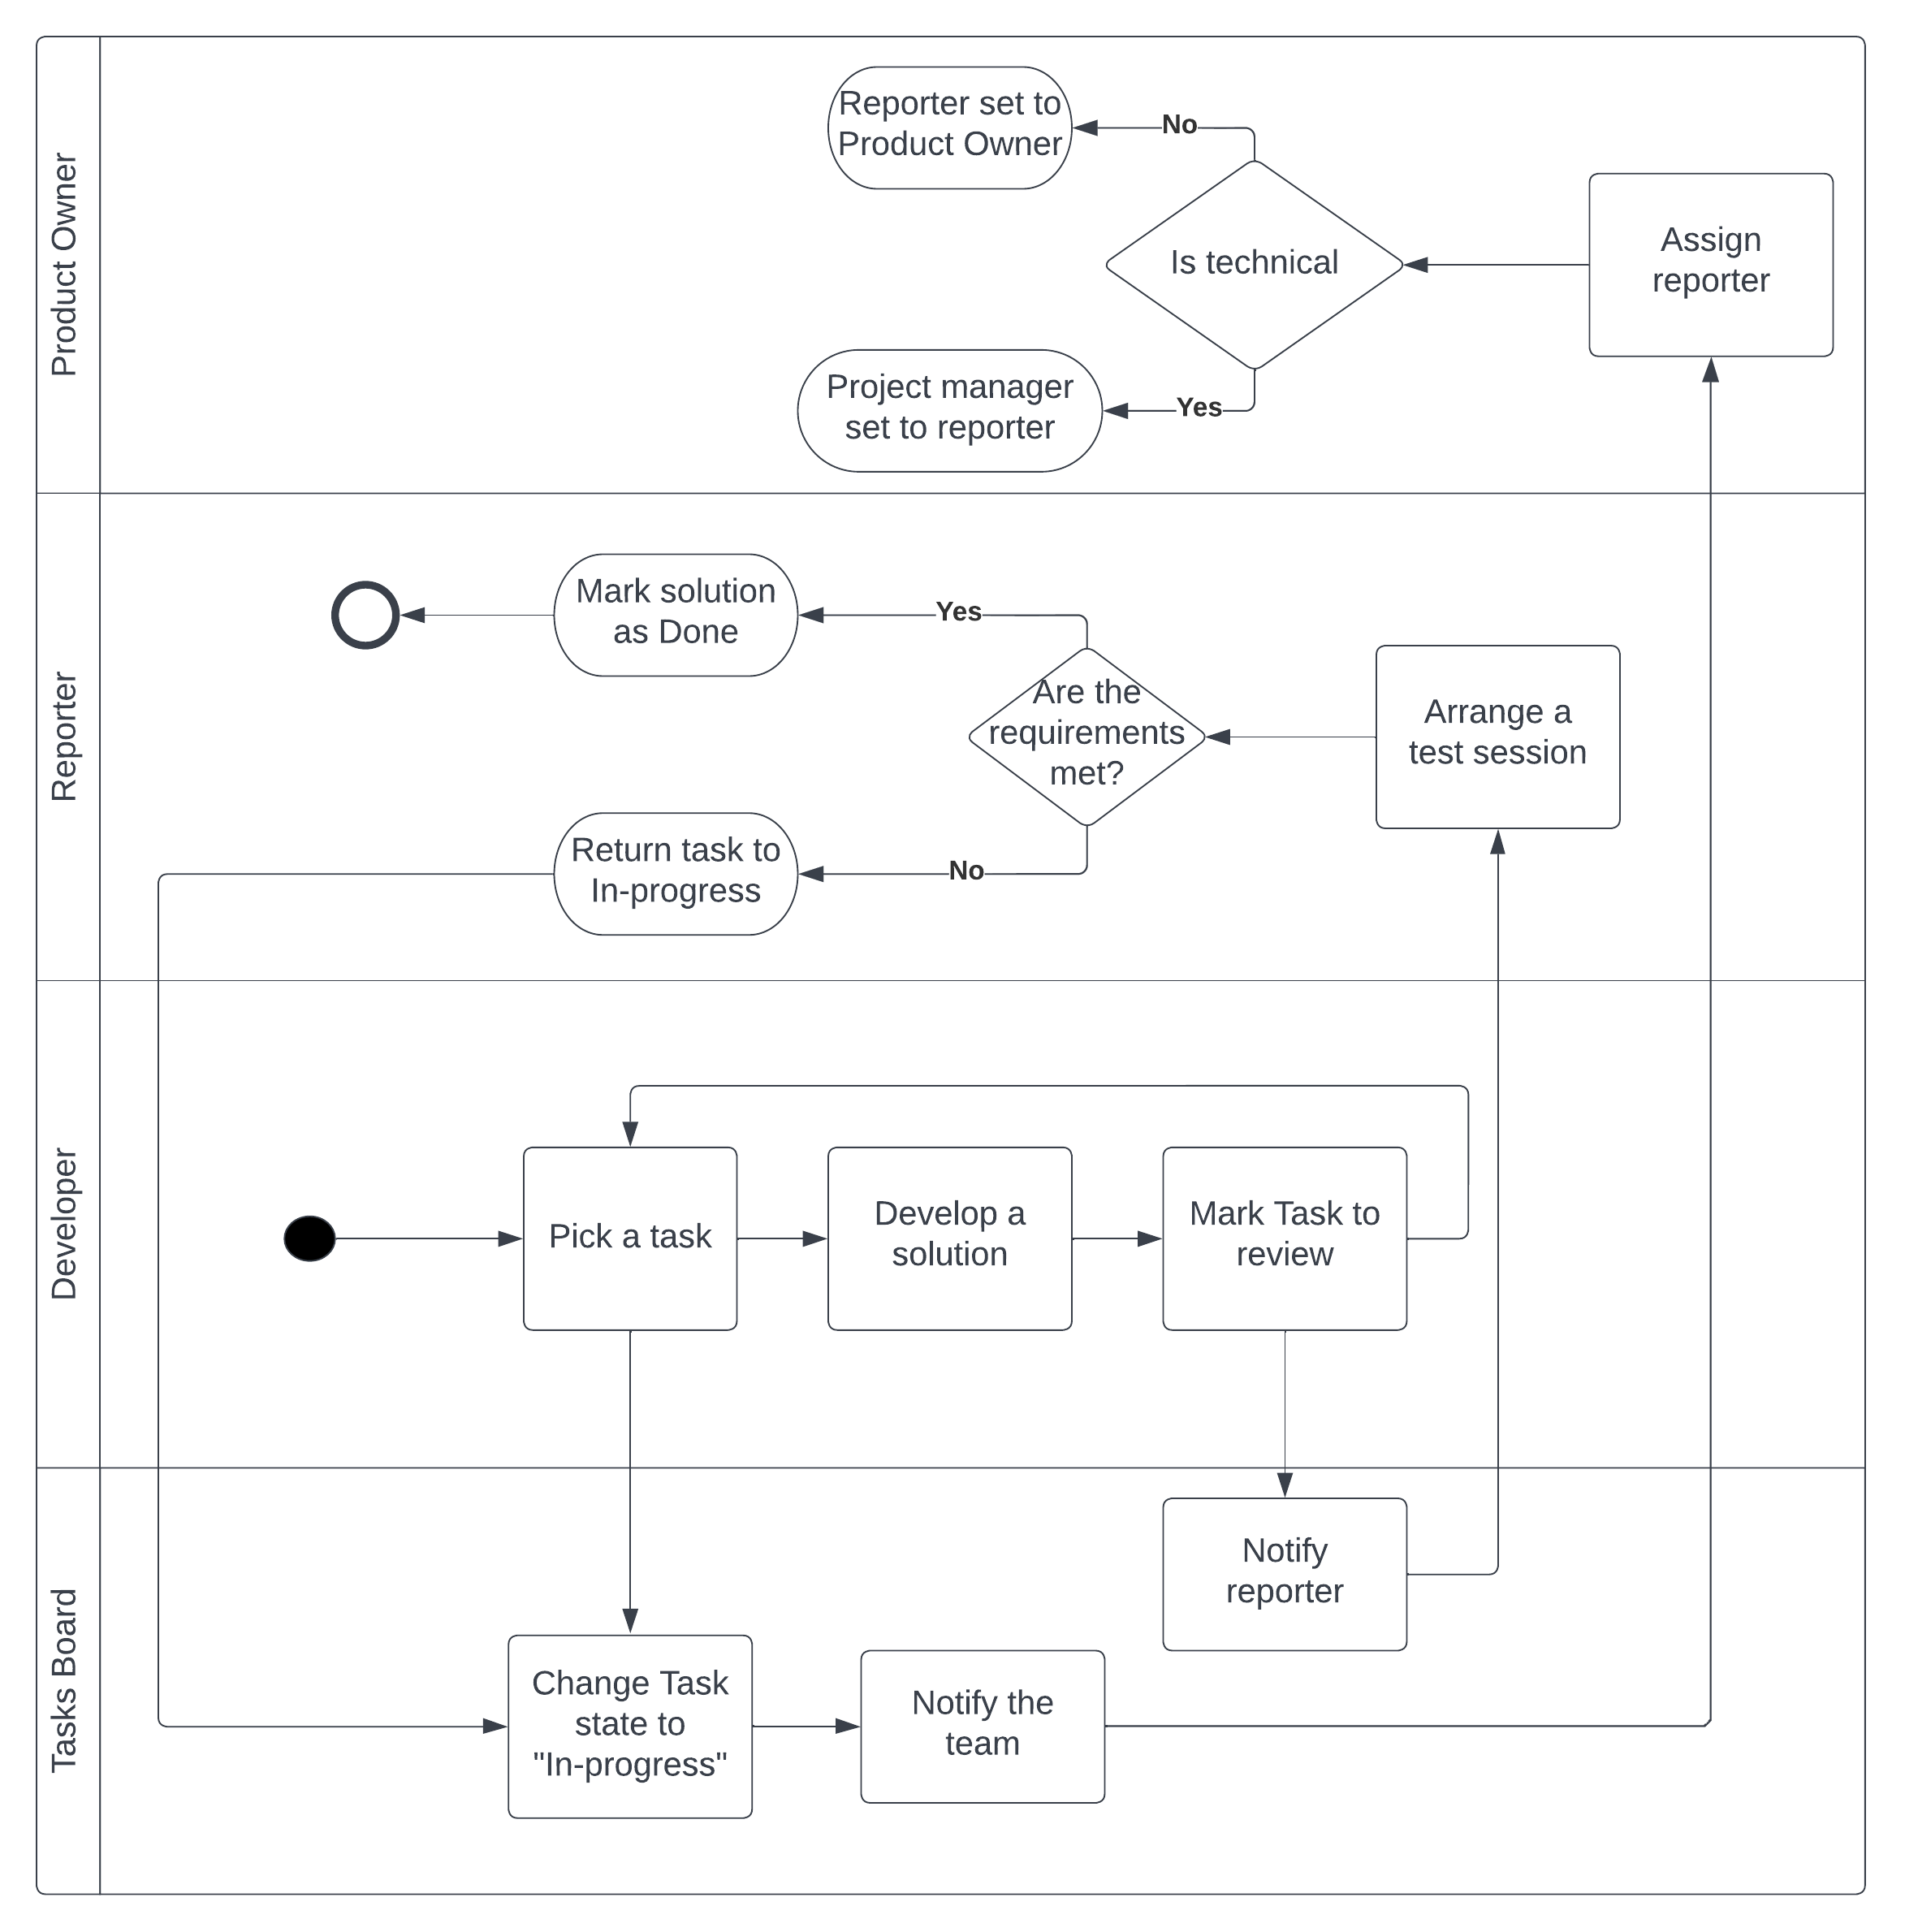 Product Owner
Reporter set to
Product Owner
No
Is technical
Assign
reporter
Project manager
set to reporter
Yes
Reporter
Mark solution
as Done
Yes
Are the
requirements
met?
Arrange a
test session
Return task to
In-progress
No
Developer
Pick a task
Develop a
solution
Mark Task to
review
Tasks Board
Notify
reporter
Change Task
state to
"In-progress"
Notify the
team